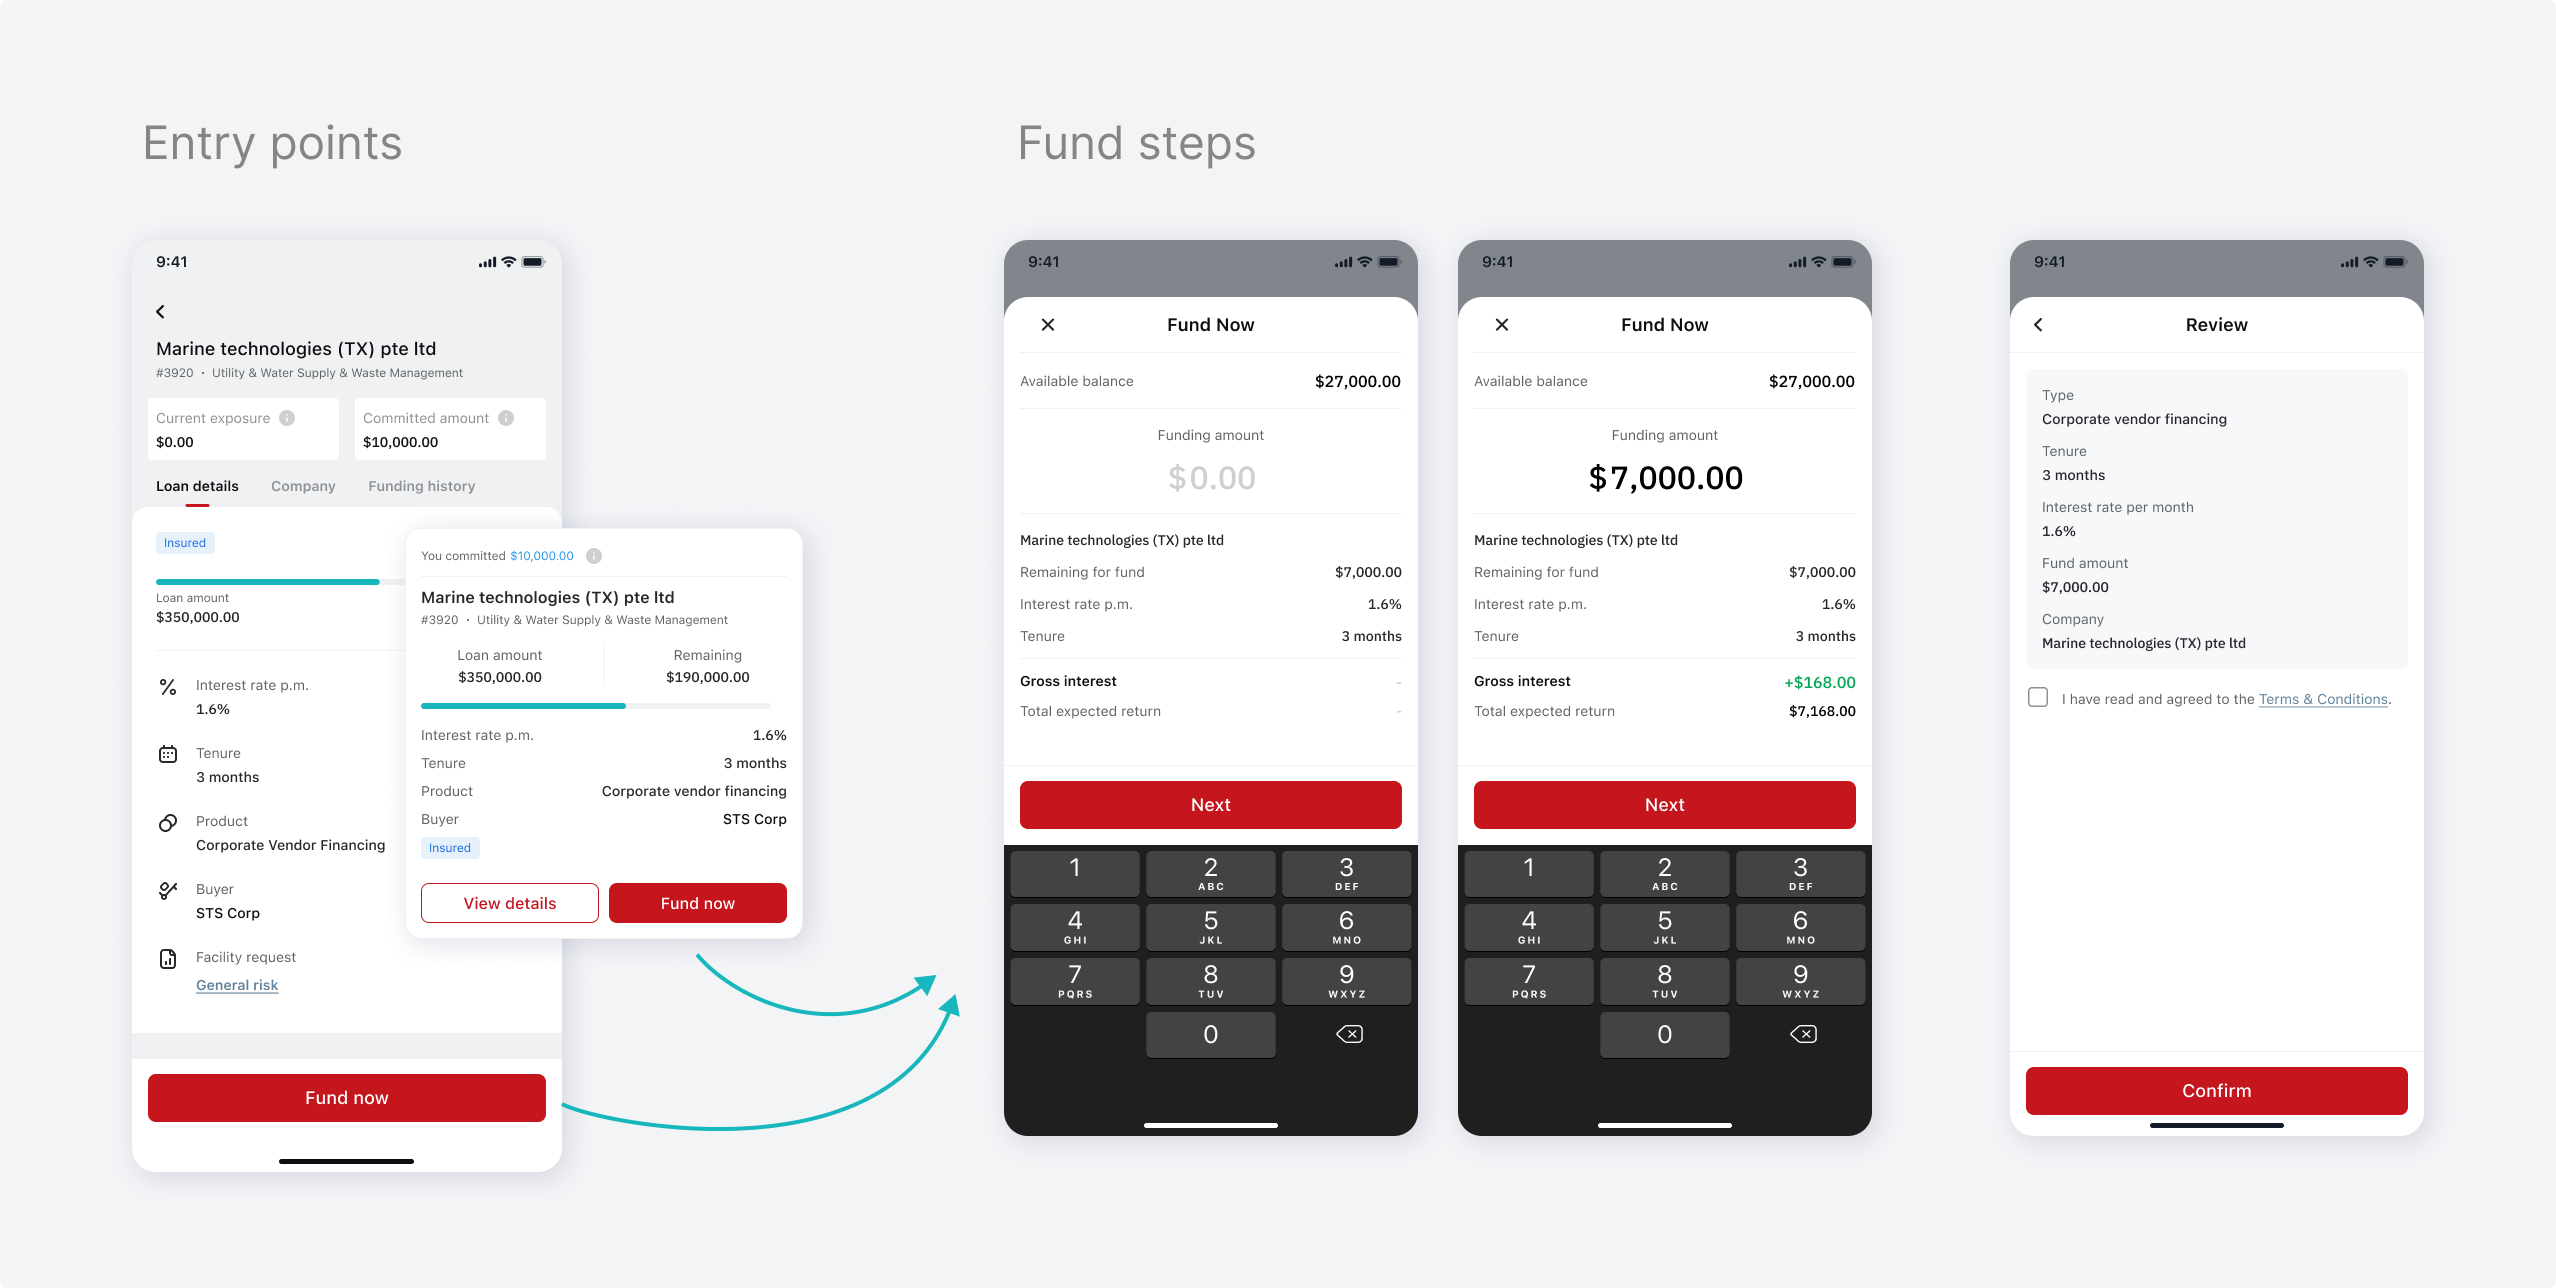 Entry points
Fund steps
9:41
Marine technologies (TX) pte ltd
#3920 • Utility & Water Supply & Waste Management
Current exposure
$0.00
Committed amount
$10,000.00
Loan details Company Funding history
Insured
Loan amount
$350,000.00
Interest rate p.m.
1.6%
Tenure
3 months
Product
Corporate Vendor Financing
Buyer
STS Corp
Facility request
General risk
Fund now
You committed $10,000.00
Marine technologies (TX) pte ltd
#3920 • Utility & Water Supply & Waste Management
Loan amount
$350,000.00
Remaining
$190,000.00
Interest rate p.m. 1.6%
Tenure 3 months
Product Corporate vendor financing
Buyer STS Corp
Insured
View details Fund now
9:41
Fund Now
Available balance $27,000.00
Funding amount
$0.00
Marine technologies (TX) pte ltd
Remaining for fund $7,000.00
Interest rate p.m. 1.6%
Tenure 3 months
Gross interest -
Total expected return -
Next
1 2 3
ABC DEF
4 5 6
GHI JKL MNO
7 8 9
PQRS TUV WXYZ
0
9:41
Fund Now
Available balance $27,000.00
Funding amount
$7,000.00
Marine technologies (TX) pte ltd
Remaining for fund $7,000.00
Interest rate p.m. 1.6%
Tenure 3 months
Gross interest +$168.00
Total expected return $7,168.00
Next
1 2 3
ABC DEF
4 5 6
GHI JKL MNO
7 8 9
PQRS TUV WXYZ
0
9:41
Review
Type
Corporate vendor financing
Tenure
3 months
Interest rate per month
1.6%
Fund amount
$7,000.00
Company
Marine technologies (TX) pte ltd
I have read and agreed to the Terms & Conditions.
Confirm